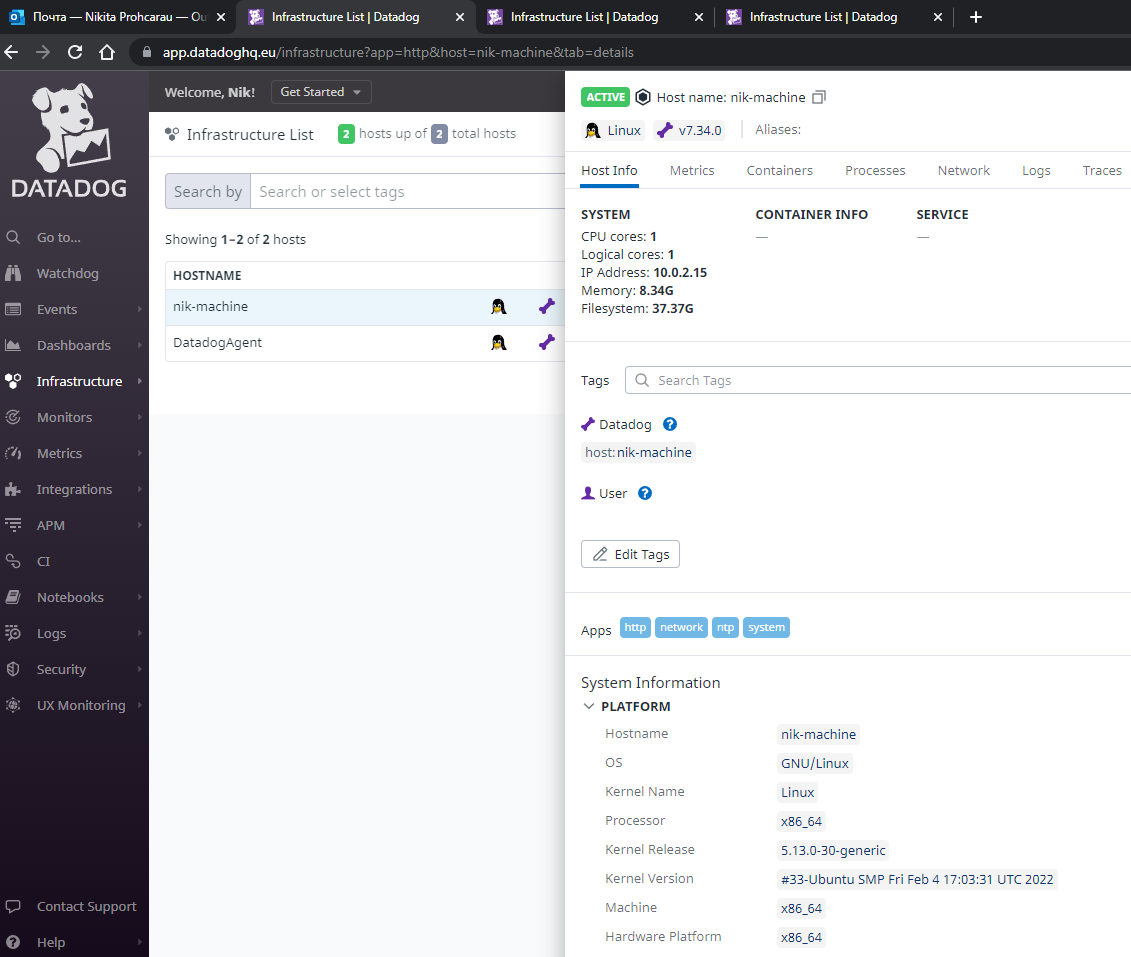 Почта — Nikita Prohcarau — Ou
Infrastructure List | Datadog
Infrastructure List | Datadog
Infrastructure List | Datadog
app.datadoghq.eu/infrastructure?app=http&host=nik-machine&tab=details
DATADOG
Go to...
Watchdog
Events
Dashboards
Infrastructure
Monitors
Metrics
Integrations
APM
CI
Notebooks
Logs
Security
UX Monitoring
Contact Support
Help
Welcome, Nik!
Get Started
Infrastructure List
2 hosts up of 2 total hosts
Search by
Search or select tags
Showing 1–2 of 2 hosts
HOSTNAME
nik-machine
DatadogAgent
ACTIVE Host name: nik-machine
Linux v7.34.0 Aliases:
Host Info Metrics Containers Processes Network Logs Traces
SYSTEM
CPU cores: 1
Logical cores: 1
IP Address: 10.0.2.15
Memory: 8.34G
Filesystem: 37.37G
CONTAINER INFO
—
SERVICE
—
Tags
Search Tags
Datadog ?
host:nik-machine
User ?
Edit Tags
Apps http network ntp system
System Information
PLATFORM
Hostname nik-machine
OS GNU/Linux
Kernel Name Linux
Processor x86_64
Kernel Release 5.13.0-30-generic
Kernel Version #33-Ubuntu SMP Fri Feb 4 17:03:31 UTC 2022
Machine x86_64
Hardware Platform x86_64